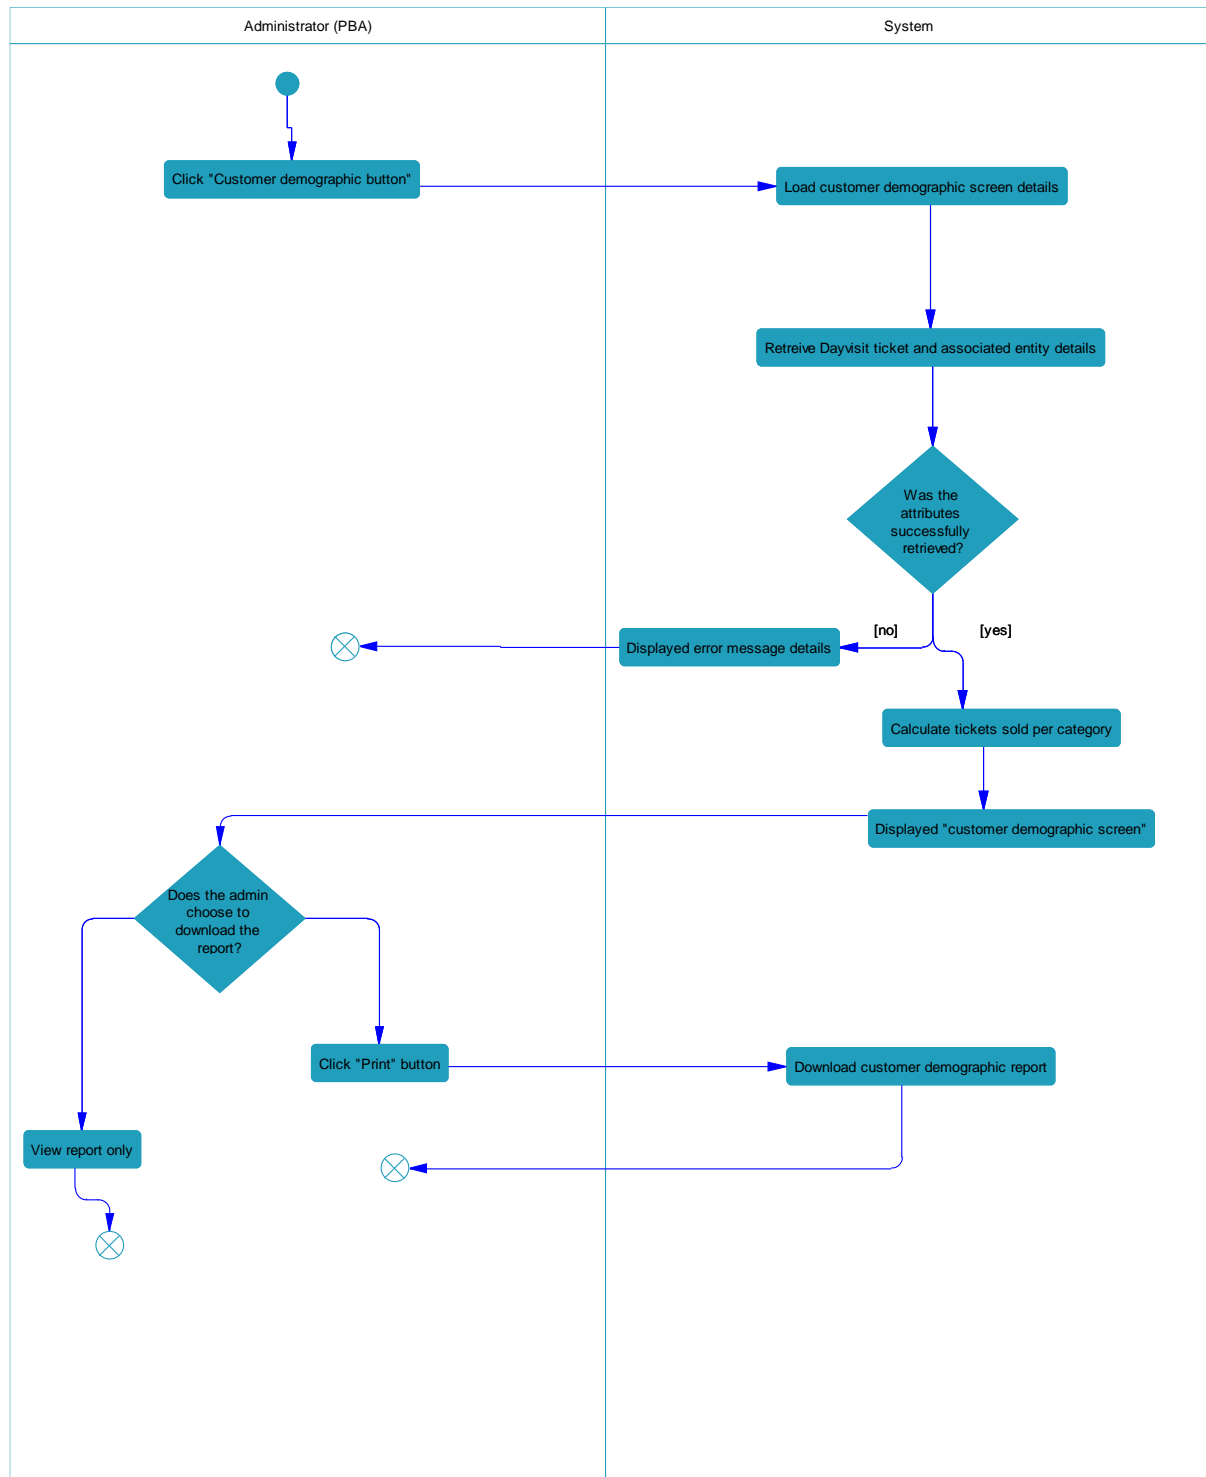 Administrator (PBA)
System
Click "Customer demographic button"
Load customer demographic screen details
Retreive Dayvisit ticket and associated entity details
Was the
attributes
successfully
retrieved?
[no]
[yes]
Displayed error message details
Calculate tickets sold per category
Displayed "customer demographic screen"
Does the admin
choose to
download the
report?
Click "Print" button
Download customer demographic report
View report only